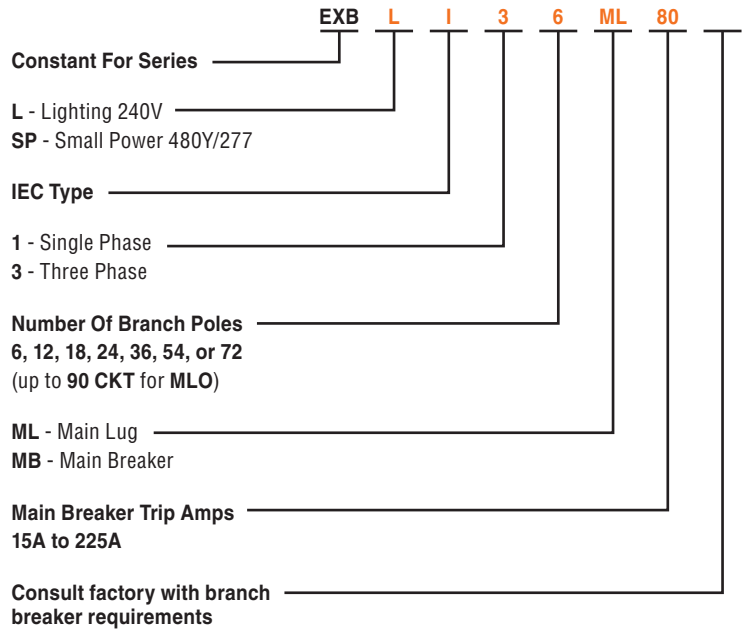 EXB L I 3 6 ML 80
Constant For Series
L - Lighting 240V
SP - Small Power 480Y/277
IEC Type
1 - Single Phase
3 - Three Phase
Number Of Branch Poles
6, 12, 18, 24, 36, 54, or 72
(up to 90 CKT for MLO)
ML - Main Lug
MB - Main Breaker
Main Breaker Trip Amps
15A to 225A
Consult factory with branch
breaker requirements